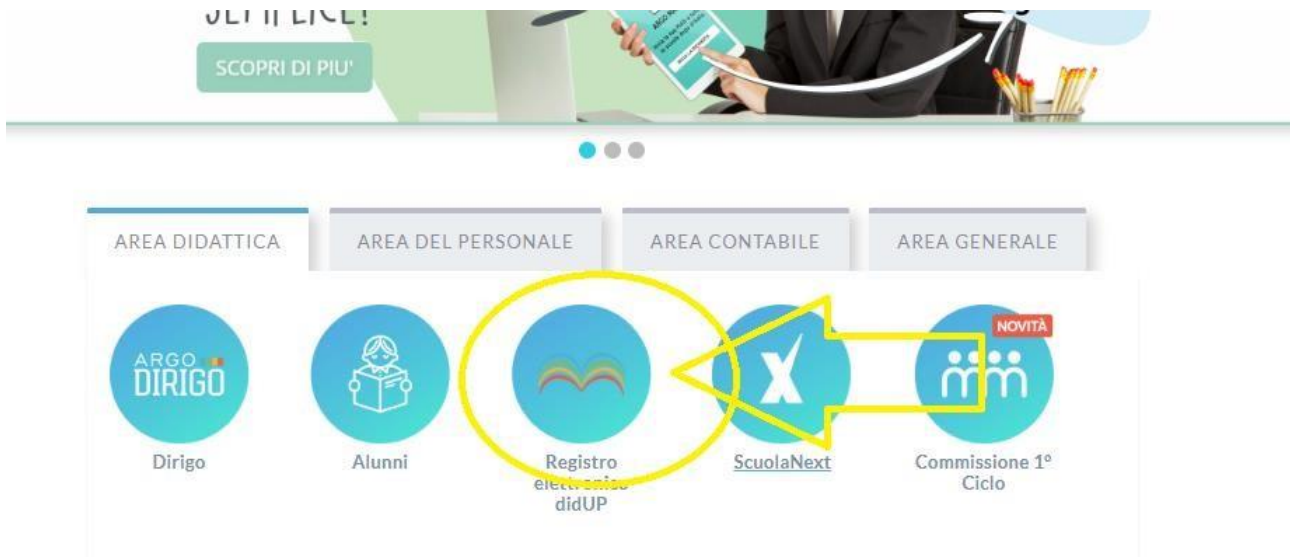 SEMPLICE!
SCOPRI DI PIU'
AREA DIDATTICA
AREA DEL PERSONALE
AREA CONTABILE
AREA GENERALE
ARGO
DIRIGO
NOVITÀ
Dirigo
Alunni
Registro
elettronico
didUP
ScuolaNext
Commissione 1°
Ciclo